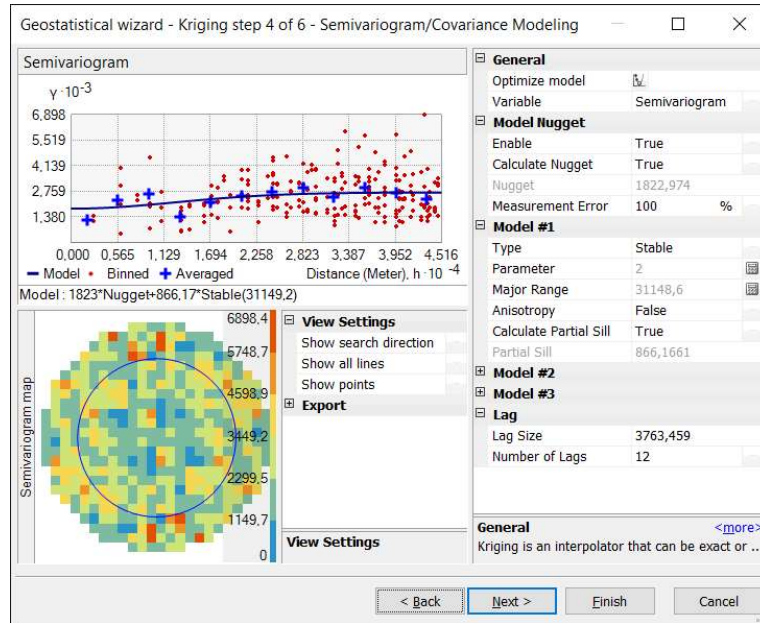 Geostatistical wizard - Kriging step 4 of 6 - Semivariogram/Covariance Modeling
Semivariogram
γ·10⁻³
6,898
5,519
4,139
2,759
1,380
0,000 0,565 1,129 1,694 2,258 2,823 3,387 3,952 4,516
Model Binned Averaged Distance (Meter), h·10⁻⁴
Model : 1823*Nugget+866,17*Stable(31149,2)
Semivariogram map
6898,4
5748,7
4598,9
3449,2
2299,5
1149,7
0
View Settings
Show search direction
Show all lines
Show points
Export
View Settings
General
Optimize model
Variable Semivariogram
Model Nugget
Enable True
Calculate Nugget True
Nugget 1822,974
Measurement Error 100 %
Model #1
Type Stable
Parameter 2
Major Range 31148,6
Anisotropy False
Calculate Partial Sill True
Partial Sill 866,1661
Model #2
Model #3
Lag
Lag Size 3763,459
Number of Lags 12
General <more>
Kriging is an interpolator that can be exact or ...
< Back Next > Finish Cancel